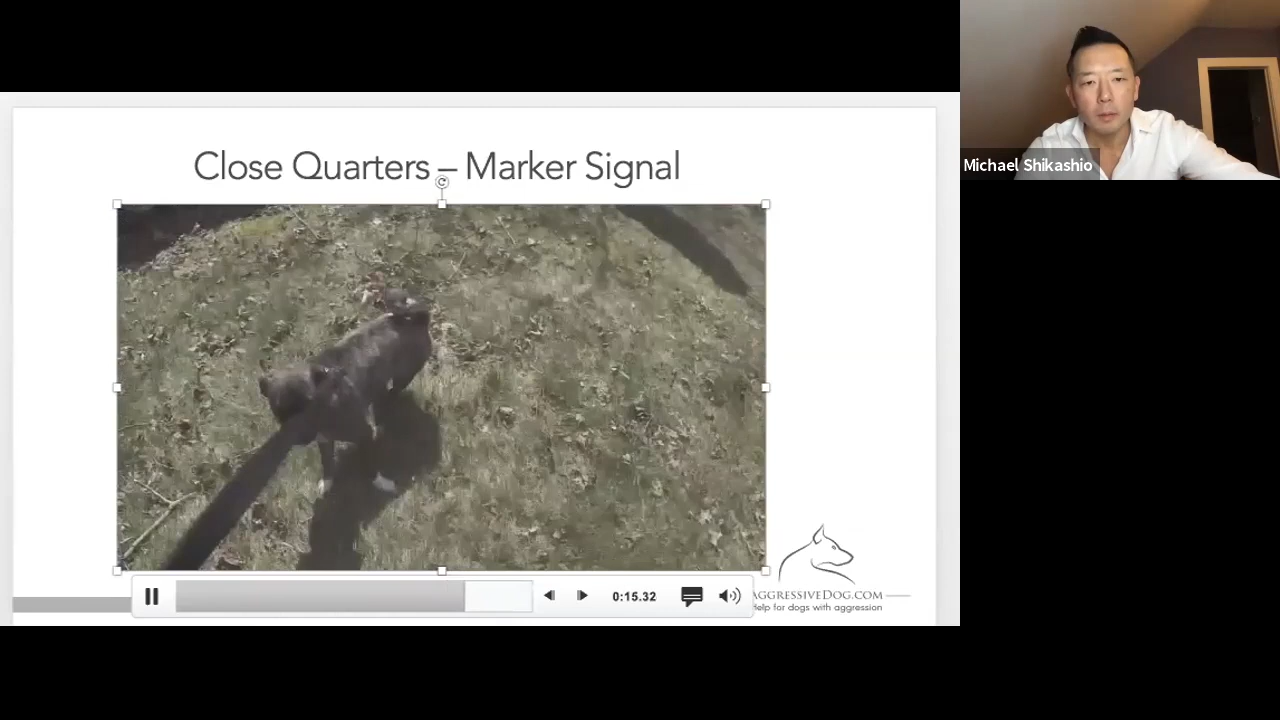 Close Quarters – Marker Signal
Michael Shikashio
0:15.32
AGGRESSIVEDOG.COM
Help for dogs with aggression